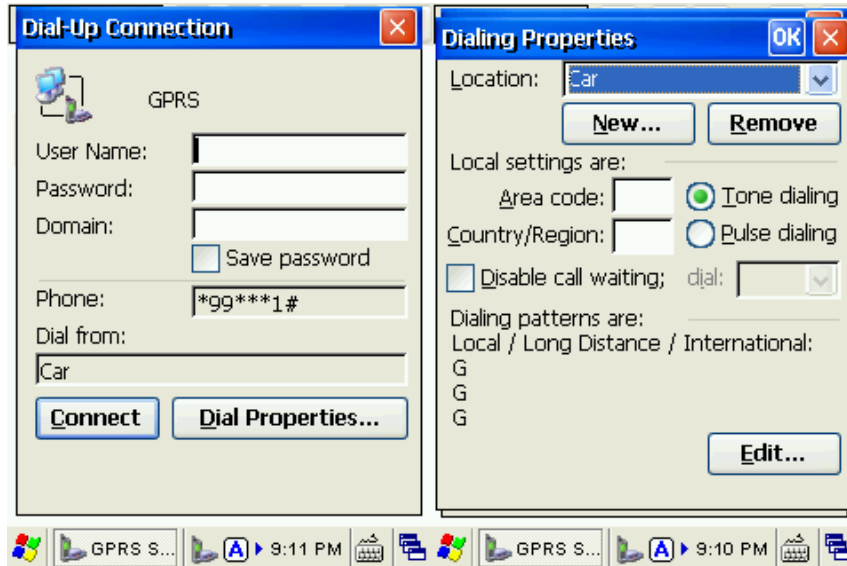 Dial-Up Connection
GPRS
User Name:
Password:
Domain:
Save password
Phone: *99***1#
Dial from:
Car
Connect Dial Properties...
GPRS S... A 9:11 PM
Dialing Properties OK
Location: Car
New... Remove
Local settings are:
Area code: Tone dialing
Country/Region: Pulse dialing
Disable call waiting; dial:
Dialing patterns are:
Local / Long Distance / International:
G
G
G
Edit...
GPRS S... A 9:10 PM